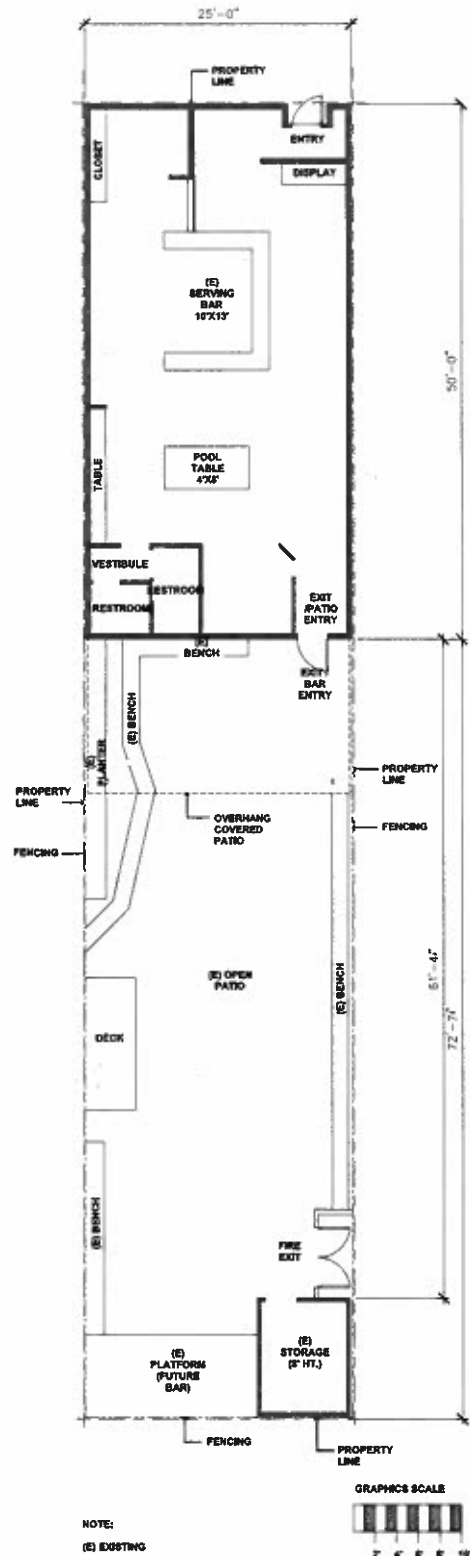 25'-0"
PROPERTY
LINE
ENTRY
CLOSET
DISPLAY
(E)
SERVING
BAR
10'X13'
50'-0"
POOL
TABLE
4'X8'
TABLE
VESTIBULE
RESTROOM
RESTROOM
EXIT
/PATIO
ENTRY
(E)
BENCH
EXIT/
BAR
ENTRY
(E) BENCH
(E)
PLANTER
PROPERTY
LINE
PROPERTY
LINE
OVERHANG
COVERED
PATIO
FENCING
FENCING
(E) OPEN
PATIO
(E) BENCH
61'-4"
72'-7"
DECK
(E) BENCH
FIRE
EXIT
(E)
PLATFORM
(FUTURE
BAR)
(E)
STORAGE
(8' HT.)
FENCING
PROPERTY
LINE
GRAPHICS SCALE
NOTE:
(E) EXISTING